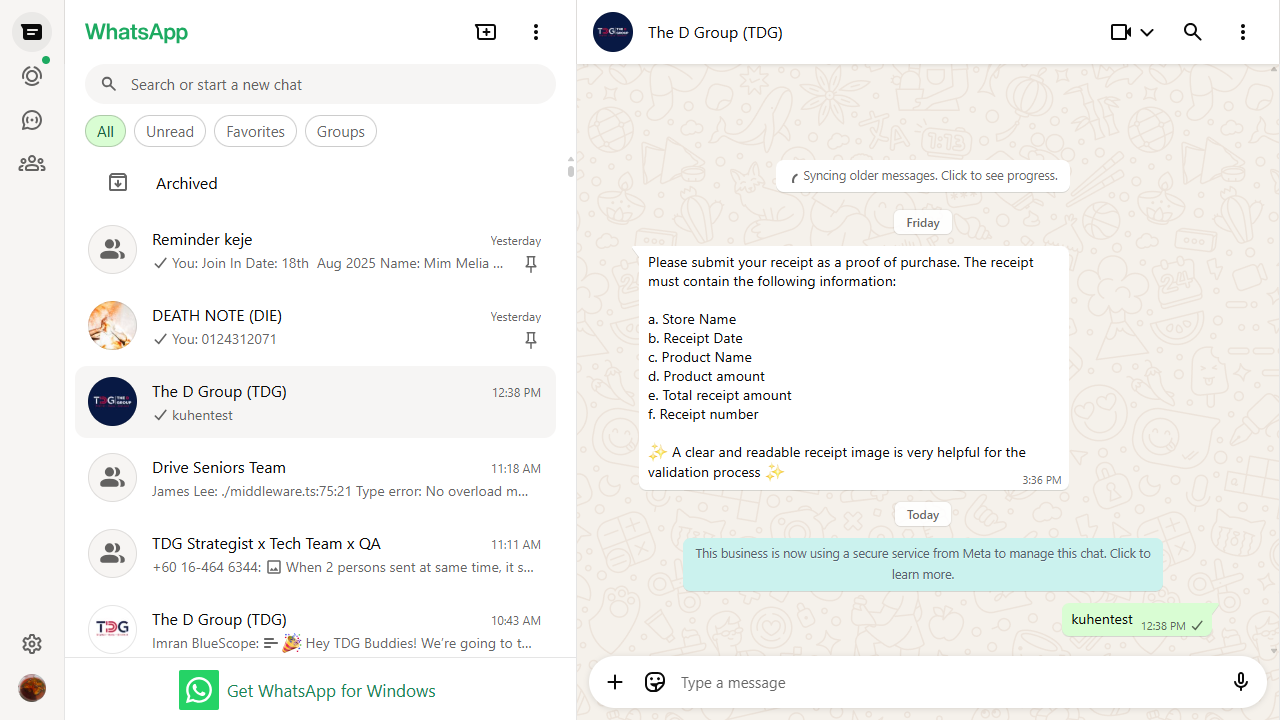 WhatsApp
Search or start a new chat
All
Unread
Favorites
Groups
Archived
Reminder keje
Yesterday
You: Join In Date: 18th Aug 2025 Name: Mim Melia ...
DEATH NOTE (DIE)
Yesterday
You: 0124312071
The D Group (TDG)
12:38 PM
kuhentest
Drive Seniors Team
11:18 AM
James Lee: ./middleware.ts:75:21 Type error: No overload m...
TDG Strategist x Tech Team x QA
11:11 AM
+60 16-464 6344: When 2 persons sent at same time, it s...
The D Group (TDG)
10:43 AM
Imran BlueScope: 🎉 Hey TDG Buddies! We’re going to t...
Get WhatsApp for Windows
The D Group (TDG)
Syncing older messages. Click to see progress.
Friday
Please submit your receipt as a proof of purchase. The receipt
must contain the following information:
a. Store Name
b. Receipt Date
c. Product Name
d. Product amount
e. Total receipt amount
f. Receipt number
✨ A clear and readable receipt image is very helpful for the
validation process ✨
3:36 PM
Today
This business is now using a secure service from Meta to manage this chat. Click to
learn more.
kuhentest
12:38 PM
Type a message